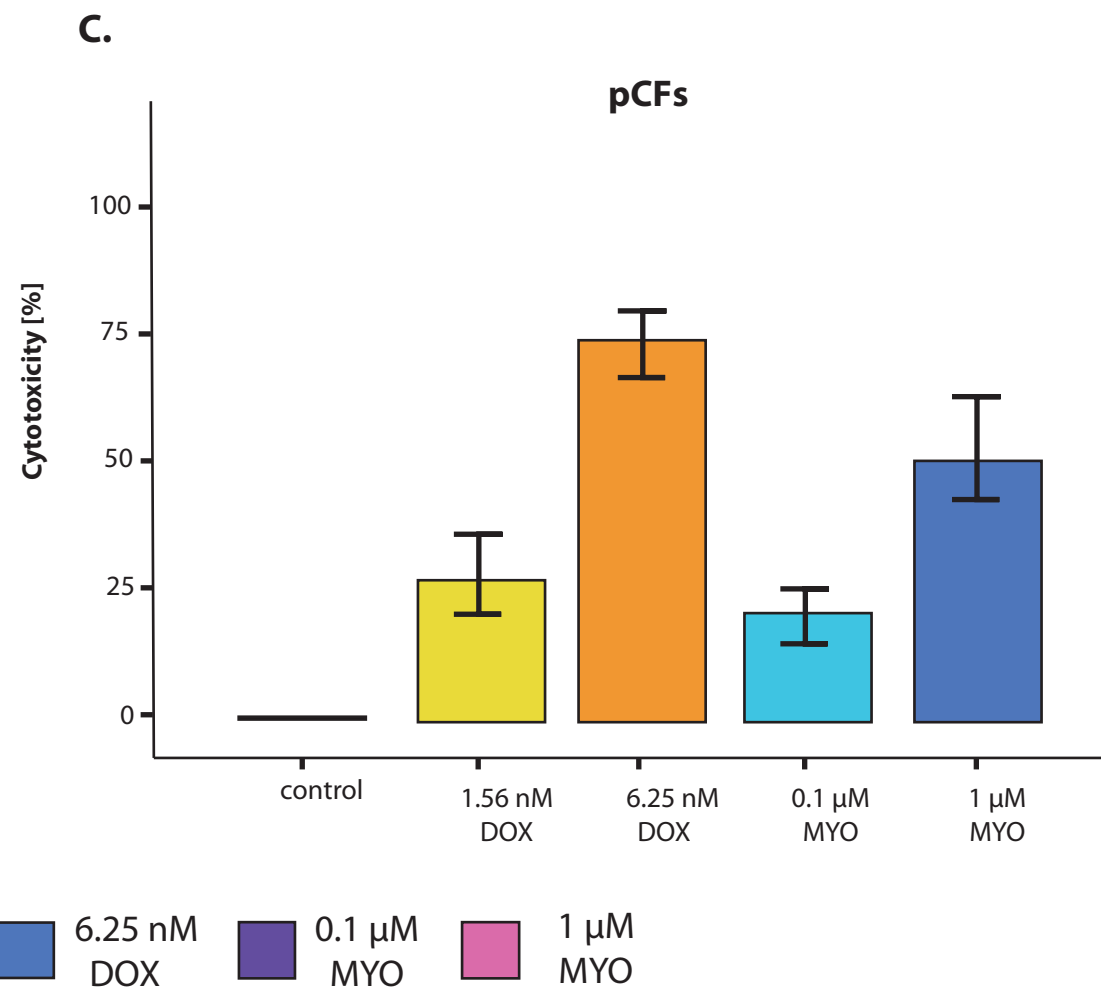 C.
pCFs
Cytotoxicity [%]
100
75
50
25
0
control
1.56 nM
DOX
6.25 nM
DOX
0.1 µM
MYO
1 µM
MYO
6.25 nM
DOX
0.1 µM
MYO
1 µM
MYO